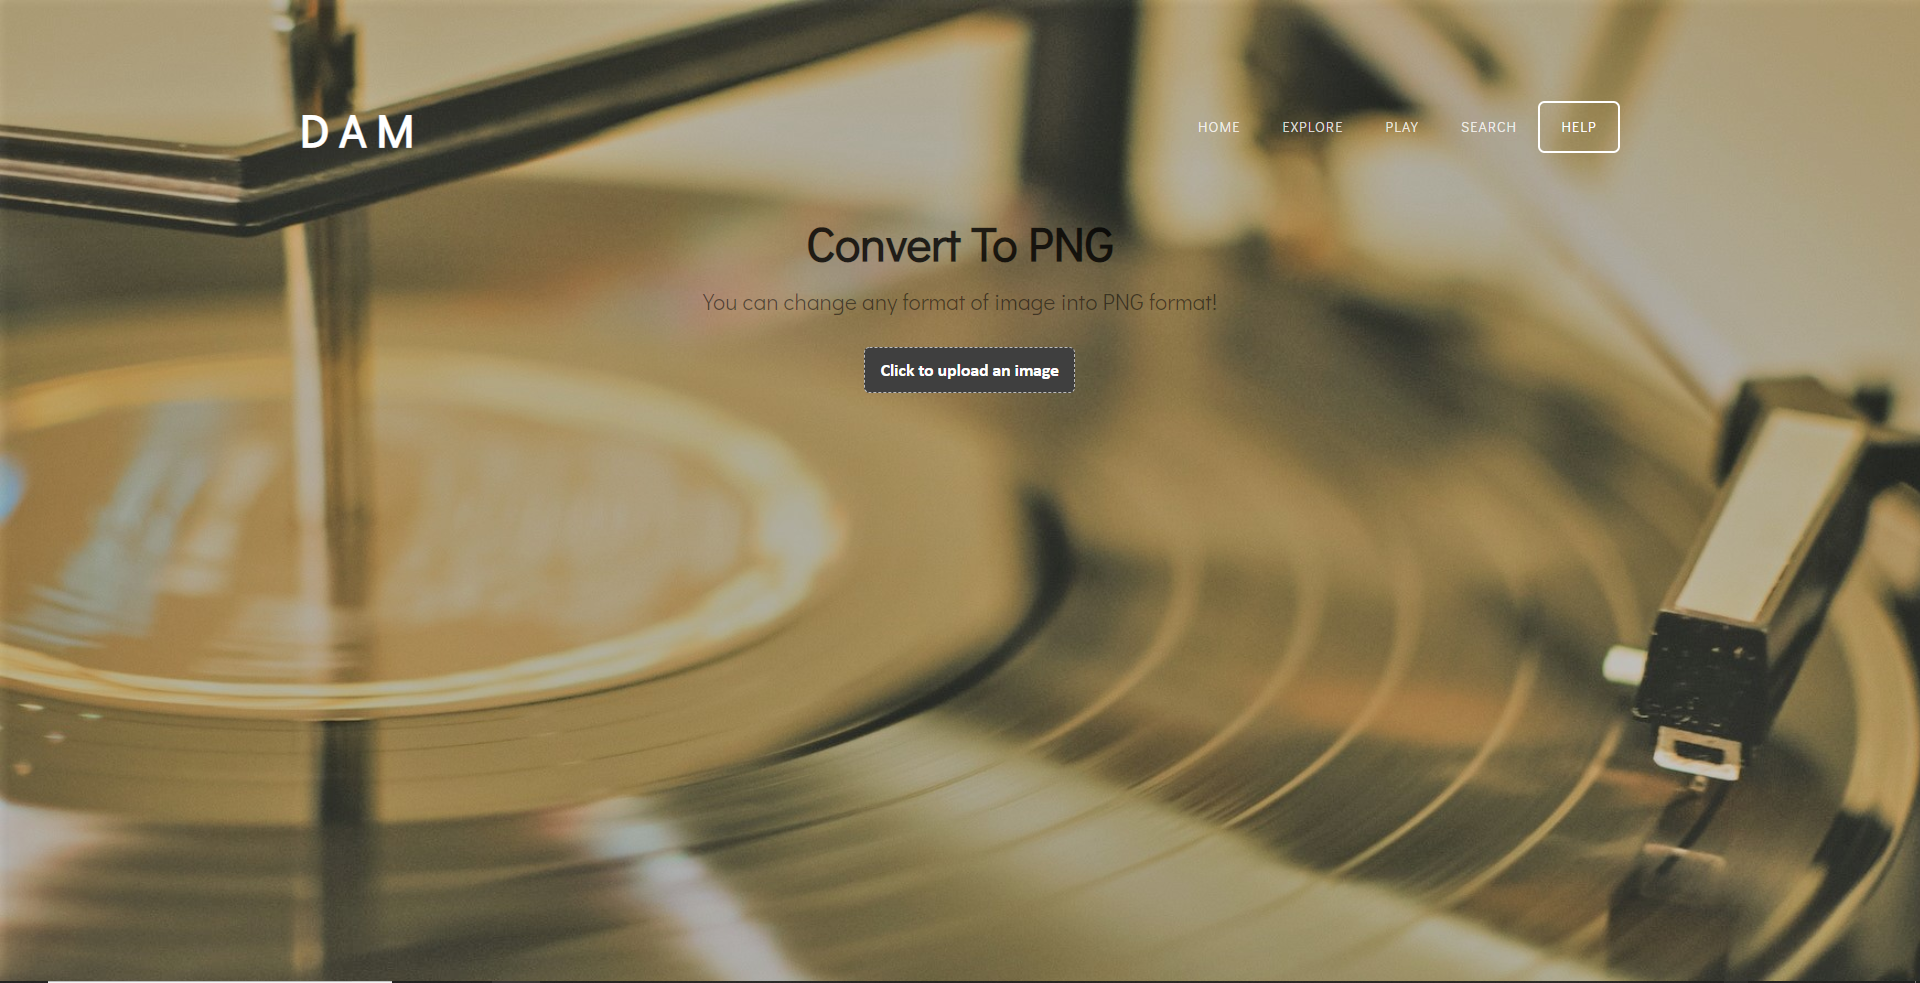 DAM
HOME EXPLORE PLAY SEARCH HELP
Convert To PNG
You can change any format of image into PNG format!
Click to upload an image